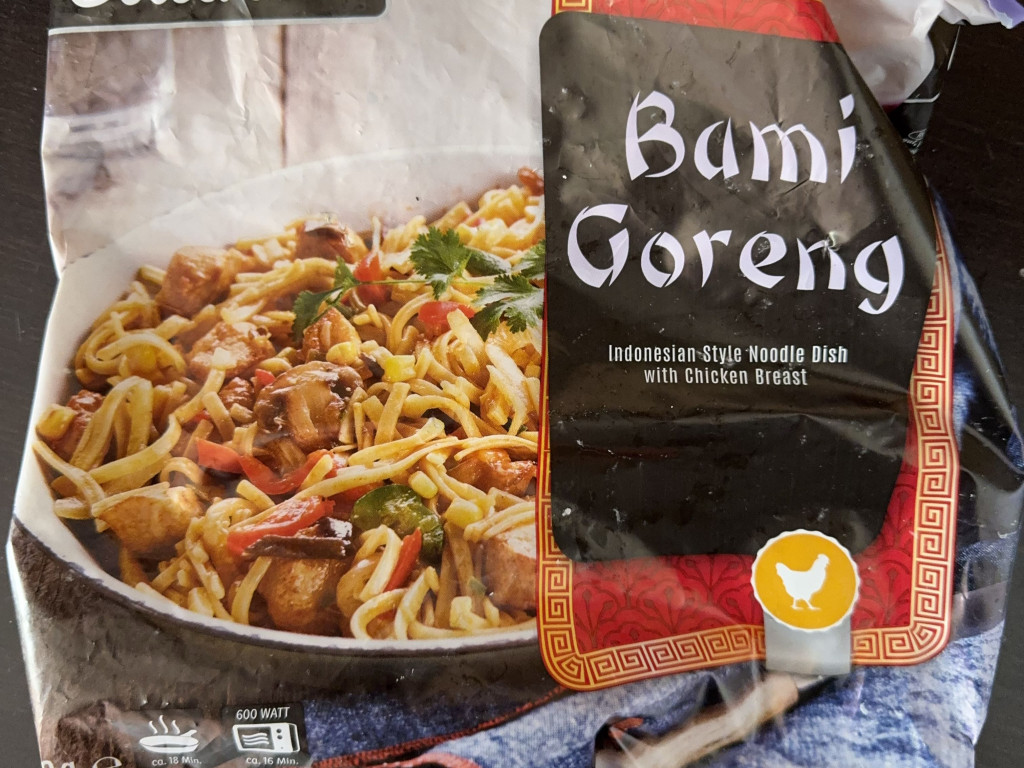 Bami
Goreng
Indonesian Style Noodle Dish
with Chicken Breast
600 WATT
ca. 18 Min.
ca. 16 Min.